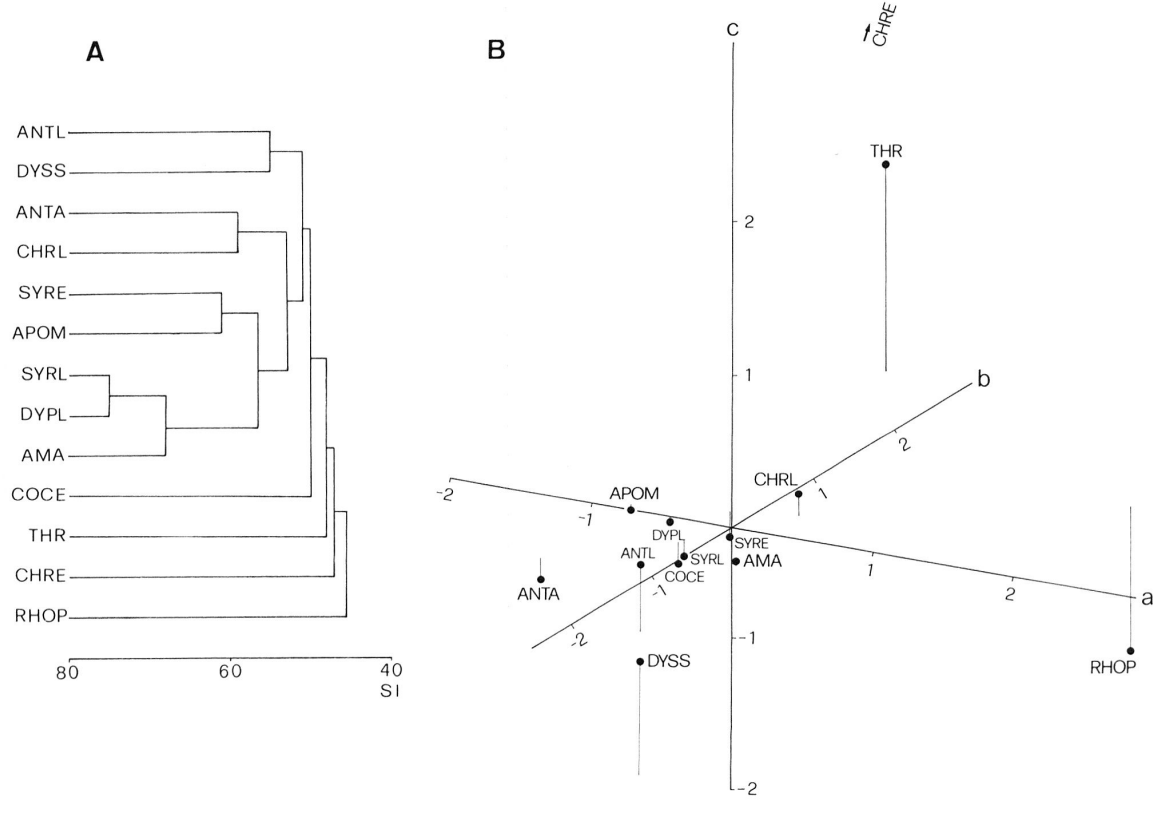 A
ANTL
DYSS
ANTA
CHRL
SYRE
APOM
SYRL
DYPL
AMA
COCE
THR
CHRE
RHOP
80 60 40
SI
B
c
CHRE
THR
2
1
b
2
CHRL
1
-2
APOM
-1
DYPL
SYRE
ANTL
SYRL
AMA
COCE
1
ANTA
-1
2
a
-2
-1
DYSS
RHOP
-2